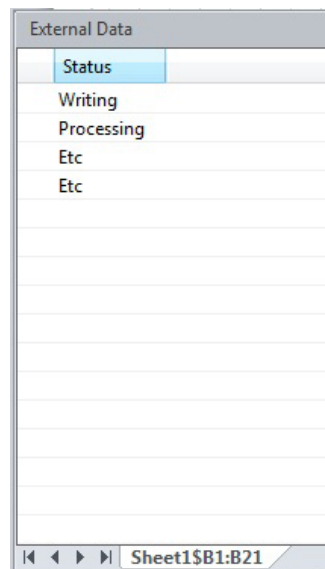 External Data
Status
Writing
Processing
Etc
Etc
Sheet1$B1:B21